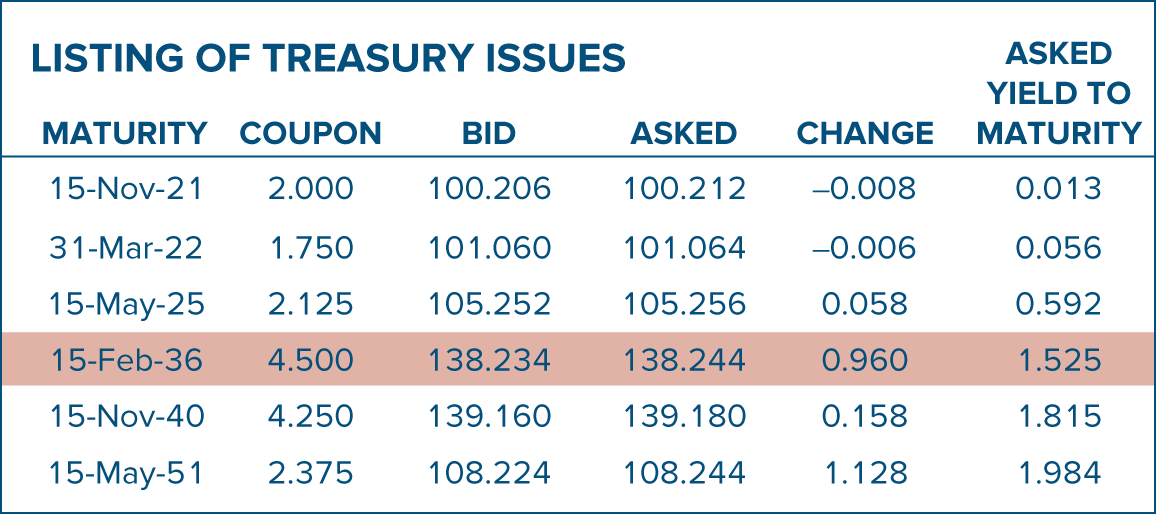 LISTING OF TREASURY ISSUES
MATURITY COUPON BID ASKED CHANGE ASKED YIELD TO MATURITY
15-Nov-21 2.000 100.206 100.212 –0.008 0.013
31-Mar-22 1.750 101.060 101.064 –0.006 0.056
15-May-25 2.125 105.252 105.256 0.058 0.592
15-Feb-36 4.500 138.234 138.244 0.960 1.525
15-Nov-40 4.250 139.160 139.180 0.158 1.815
15-May-51 2.375 108.224 108.244 1.128 1.984